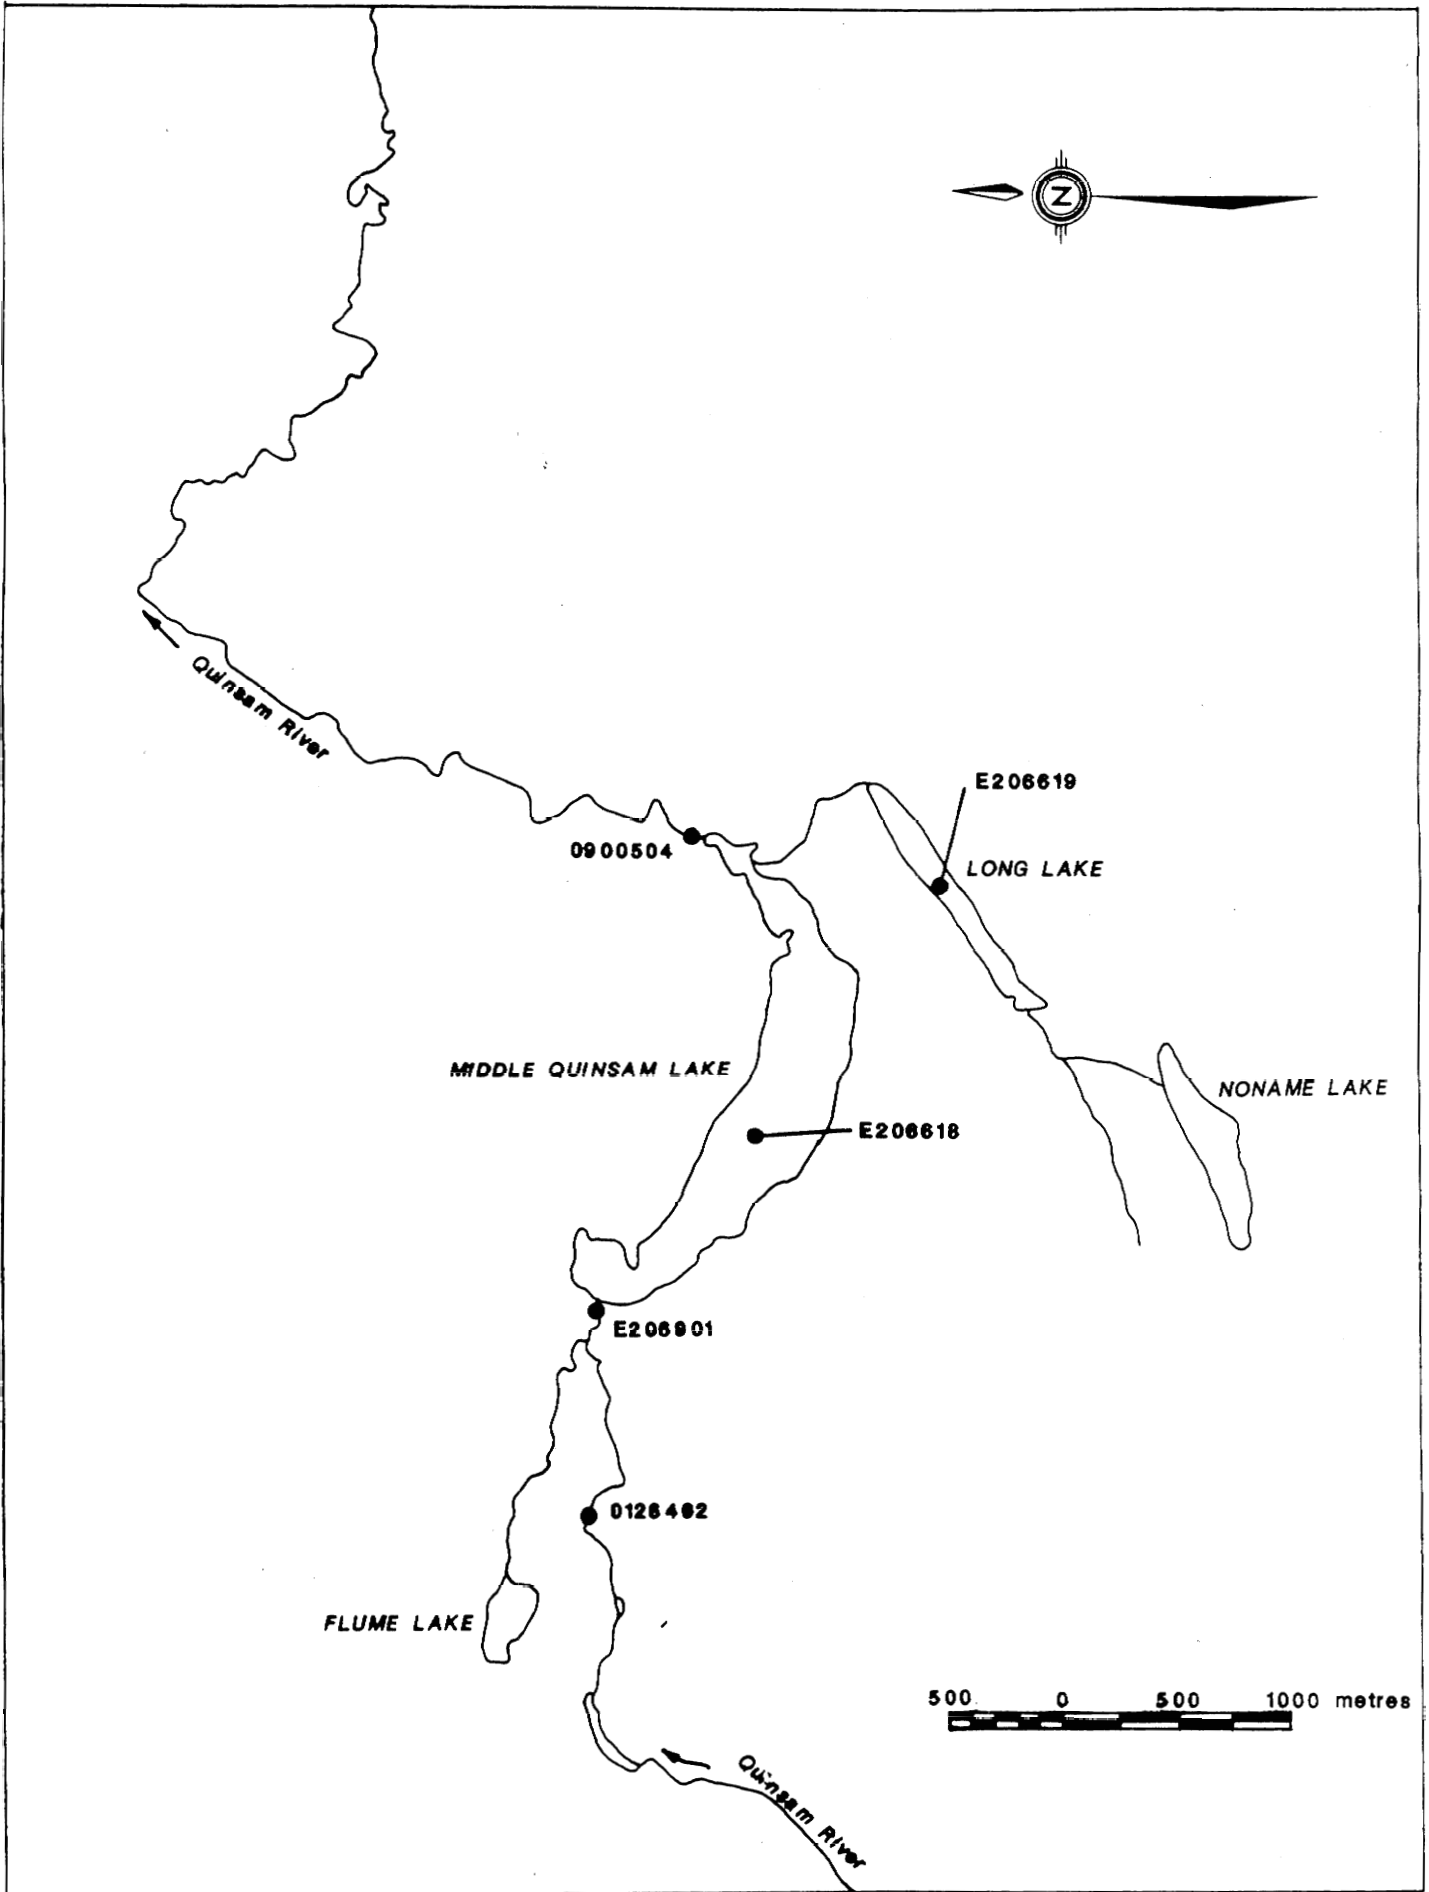 N
Quinsam River
E206619
0900504
LONG LAKE
MIDDLE QUINSAM LAKE
NONAME LAKE
E206618
E206901
0126402
FLUME LAKE
500 0 500 1000 metres
Quinsam River